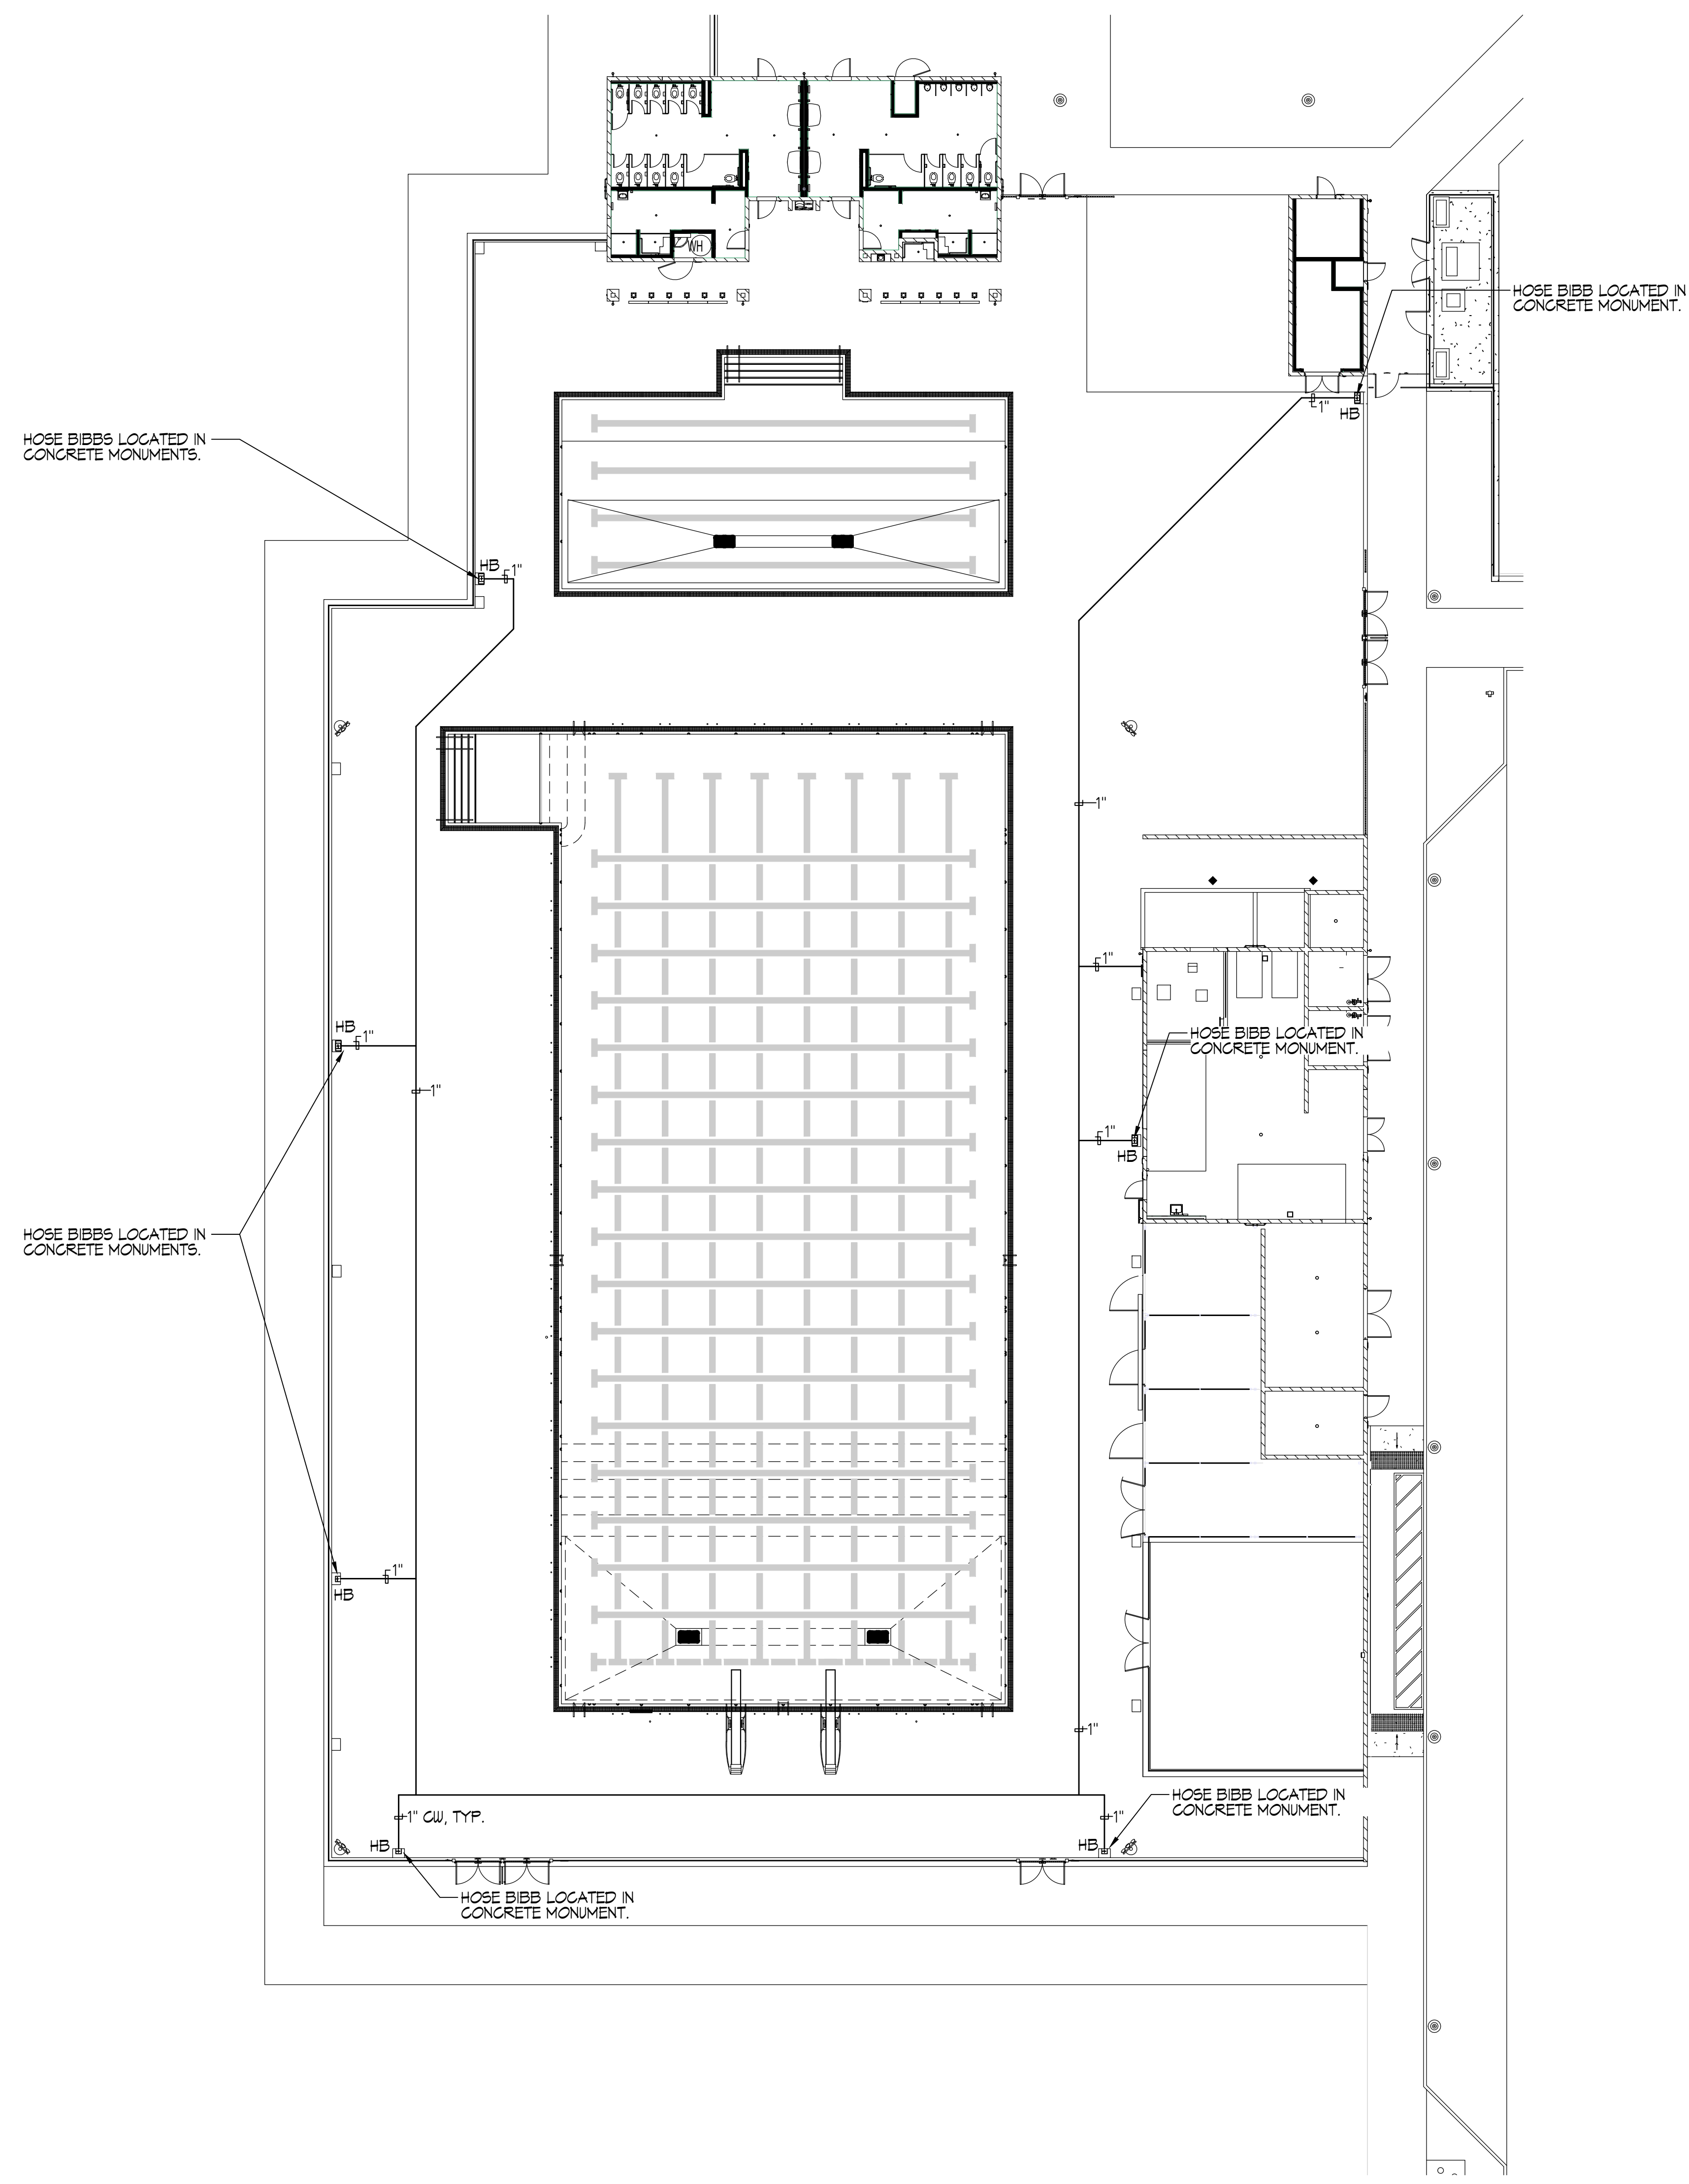 WH
HOSE BIBB LOCATED IN
CONCRETE MONUMENT.
1"
HB
HOSE BIBBS LOCATED IN
CONCRETE MONUMENTS.
HB
1"
1"
1"
HOSE BIBB LOCATED IN
CONCRETE MONUMENT.
HB
1"
1"
1"
HB
HOSE BIBBS LOCATED IN
CONCRETE MONUMENTS.
1"
HB
1"
HOSE BIBB LOCATED IN
CONCRETE MONUMENT.
1" CW, TYP.
1"
HB
HB
HOSE BIBB LOCATED IN
CONCRETE MONUMENT.